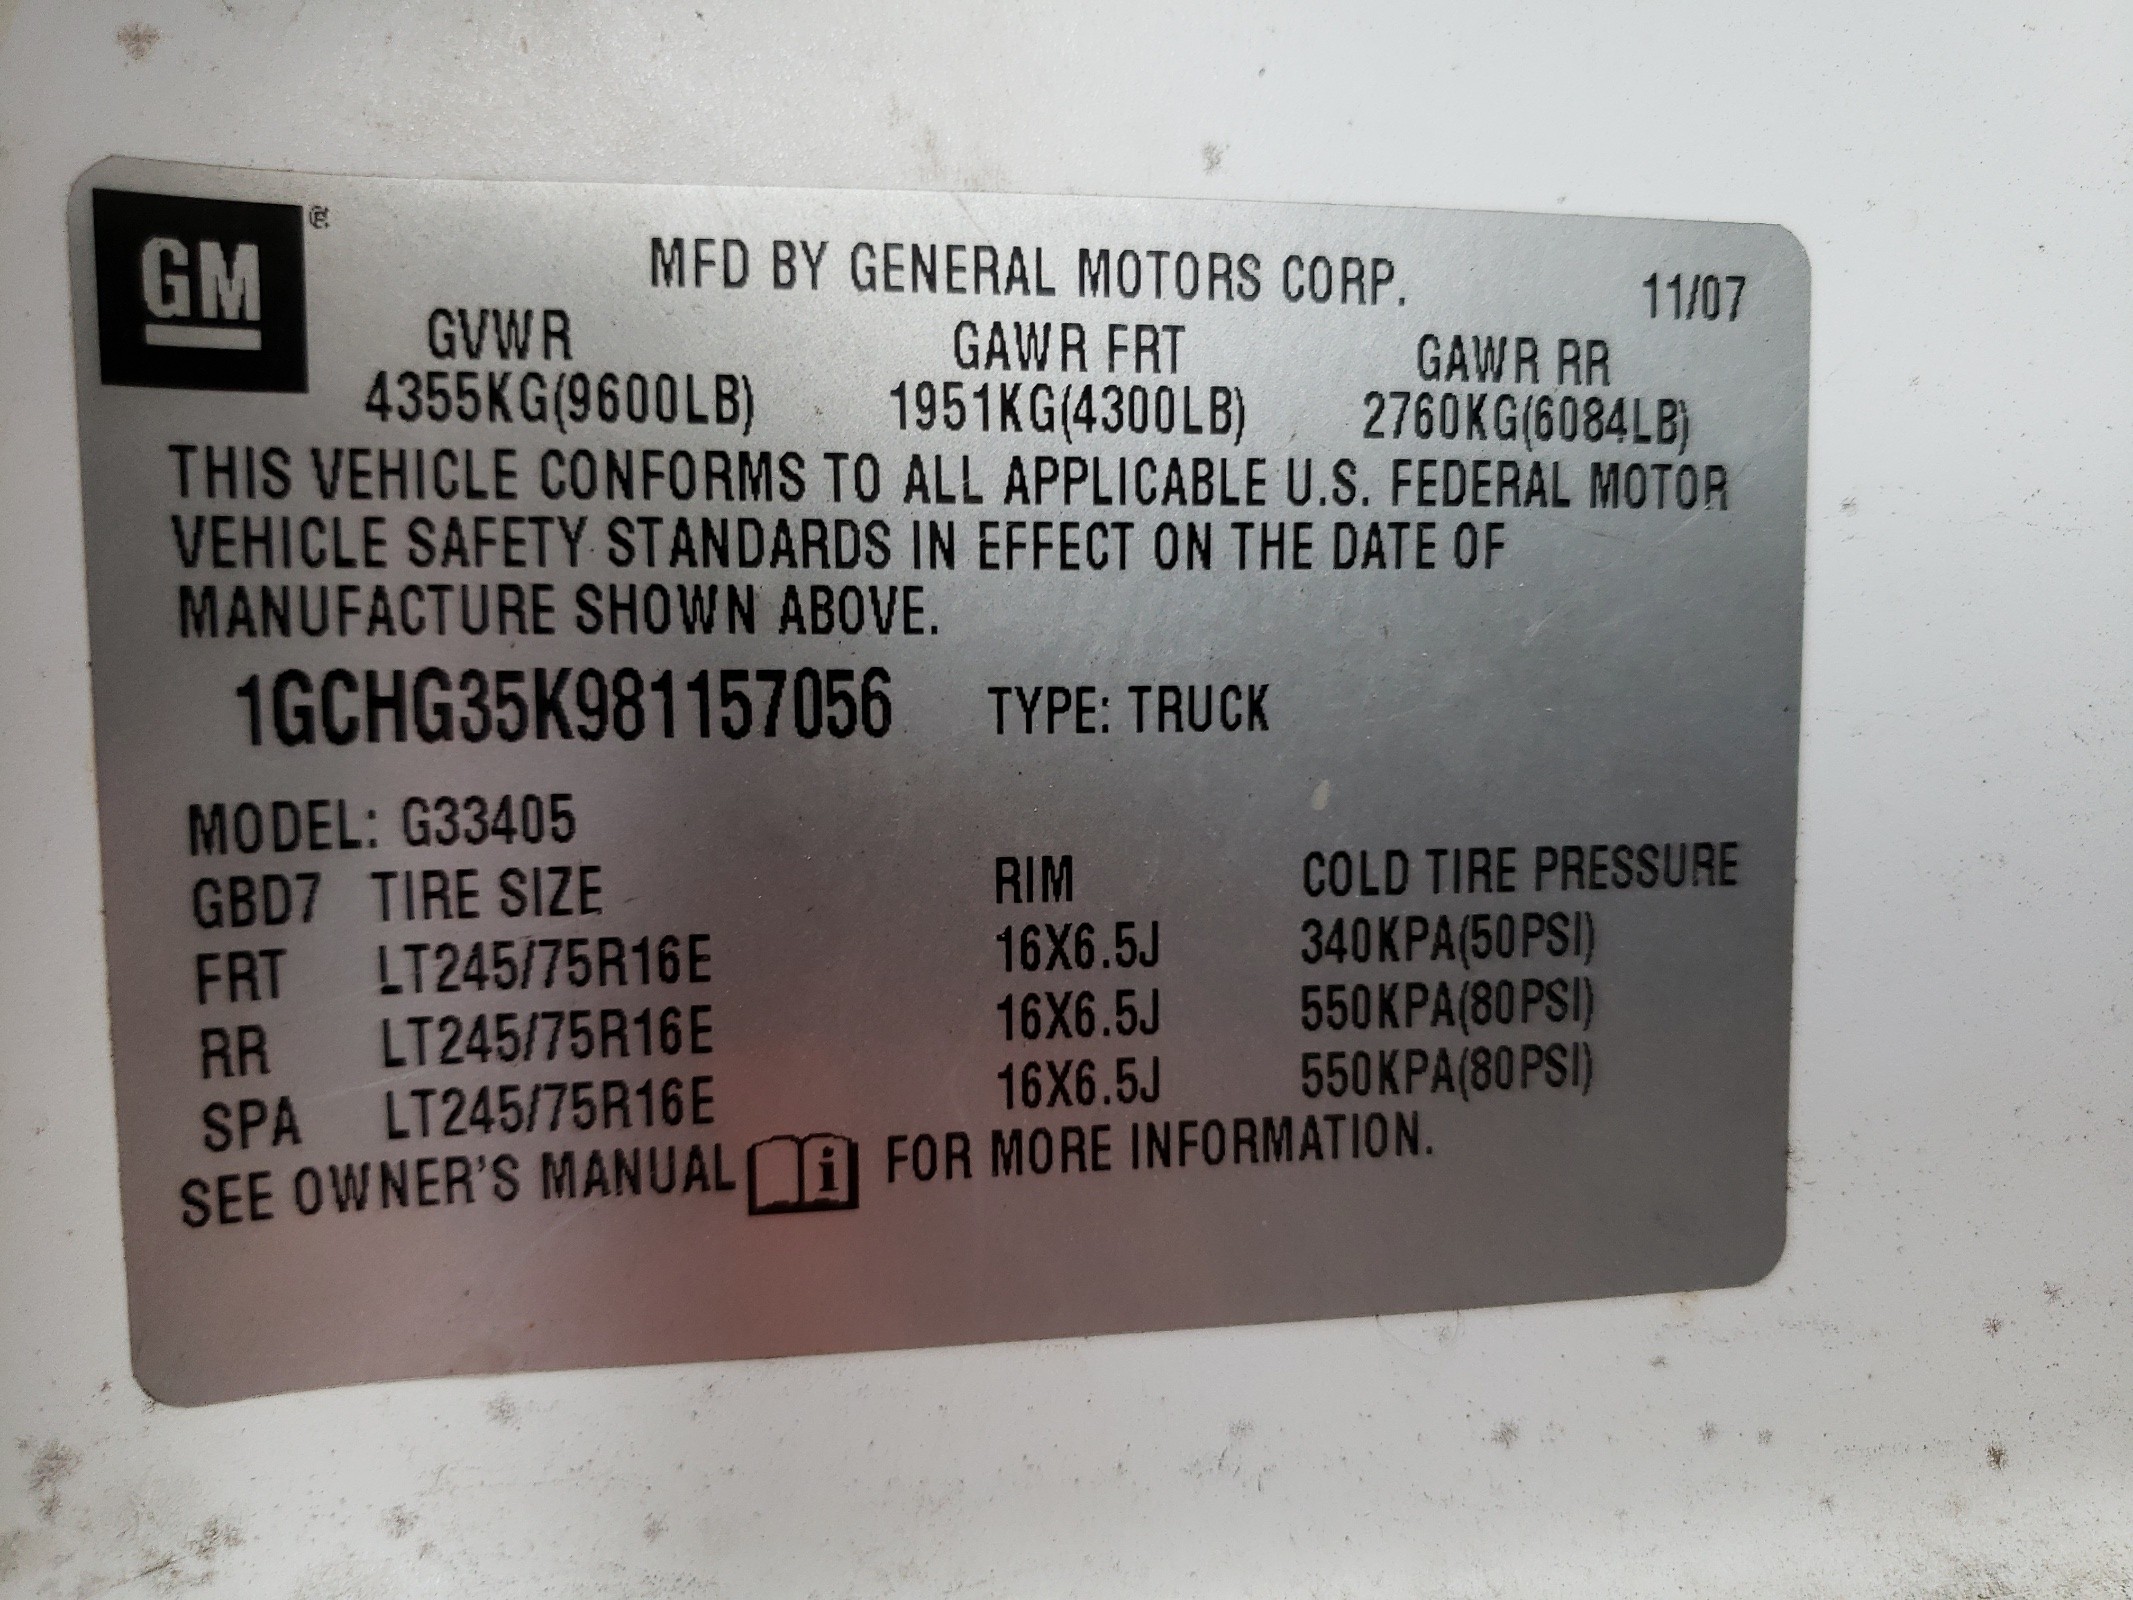 GM ®
MFD BY GENERAL MOTORS CORP. 11/07
GVWR GAWR FRT GAWR RR
4355KG(9600LB) 1951KG(4300LB) 2760KG(6084LB)
THIS VEHICLE CONFORMS TO ALL APPLICABLE U.S. FEDERAL MOTOR
VEHICLE SAFETY STANDARDS IN EFFECT ON THE DATE OF
MANUFACTURE SHOWN ABOVE.
1GCHG35K981157056 TYPE: TRUCK
MODEL: G33405
GBD7 TIRE SIZE RIM COLD TIRE PRESSURE
FRT LT245/75R16E 16X6.5J 340KPA(50PSI)
RR LT245/75R16E 16X6.5J 550KPA(80PSI)
SPA LT245/75R16E 16X6.5J 550KPA(80PSI)
SEE OWNER'S MANUAL i FOR MORE INFORMATION.